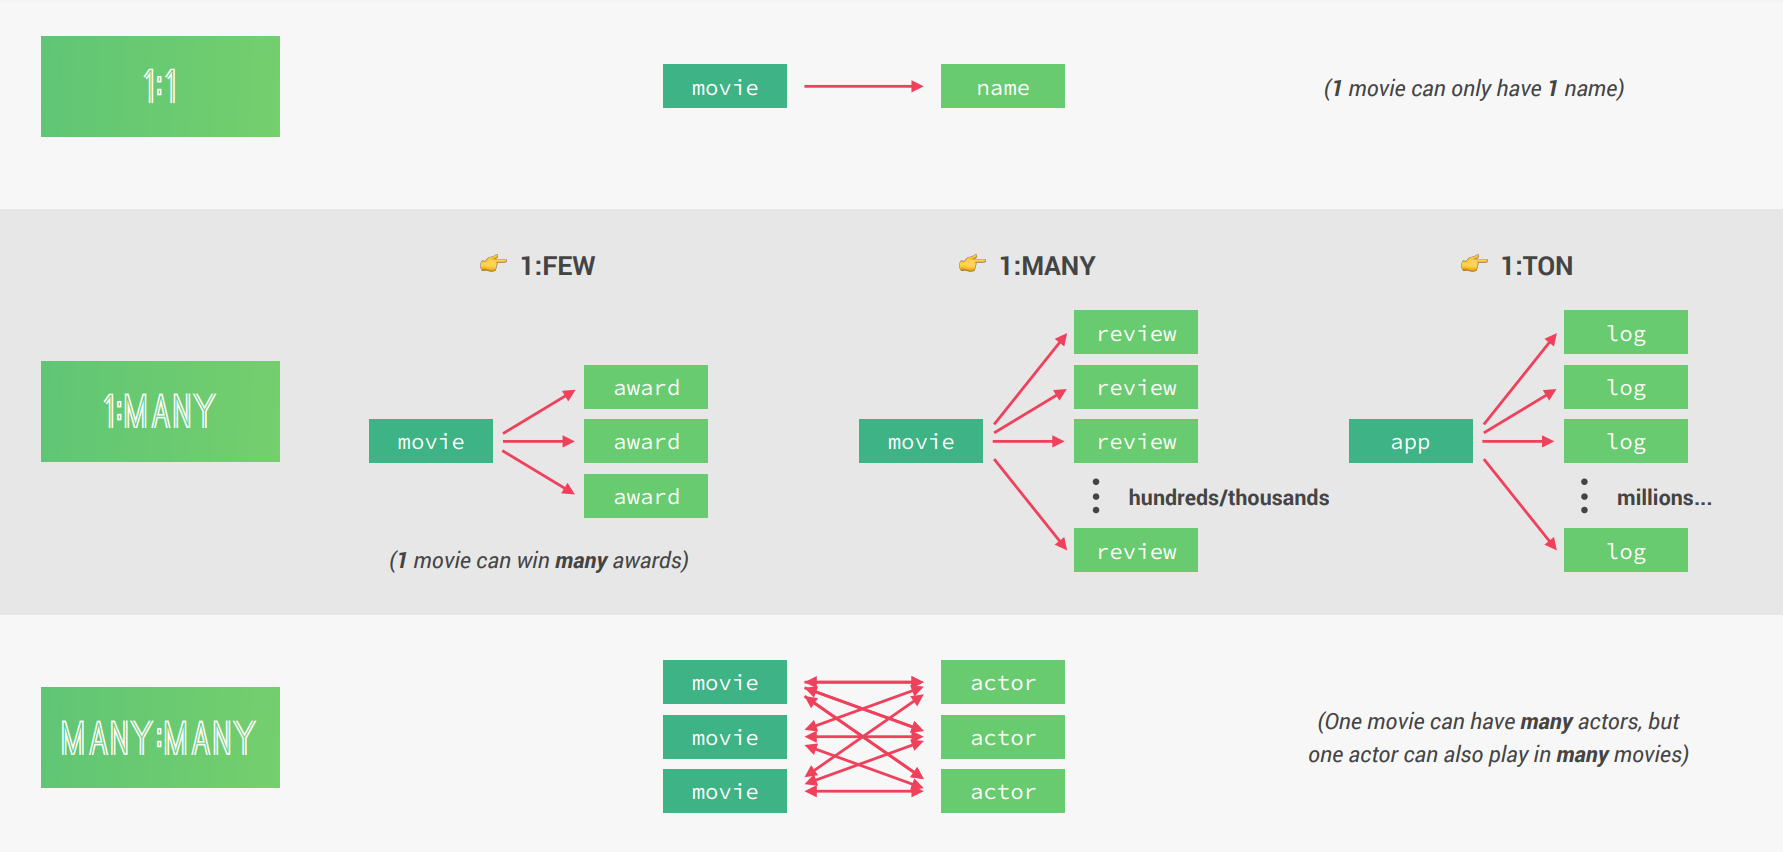 1:1
movie
name
(1 movie can only have 1 name)
1:FEW
1:MANY
1:TON
1:MANY
movie
award
award
award
(1 movie can win many awards)
movie
review
review
review
hundreds/thousands
review
app
log
log
log
millions...
log
MANY:MANY
movie
actor
movie
actor
movie
actor
(One movie can have many actors, but
one actor can also play in many movies)